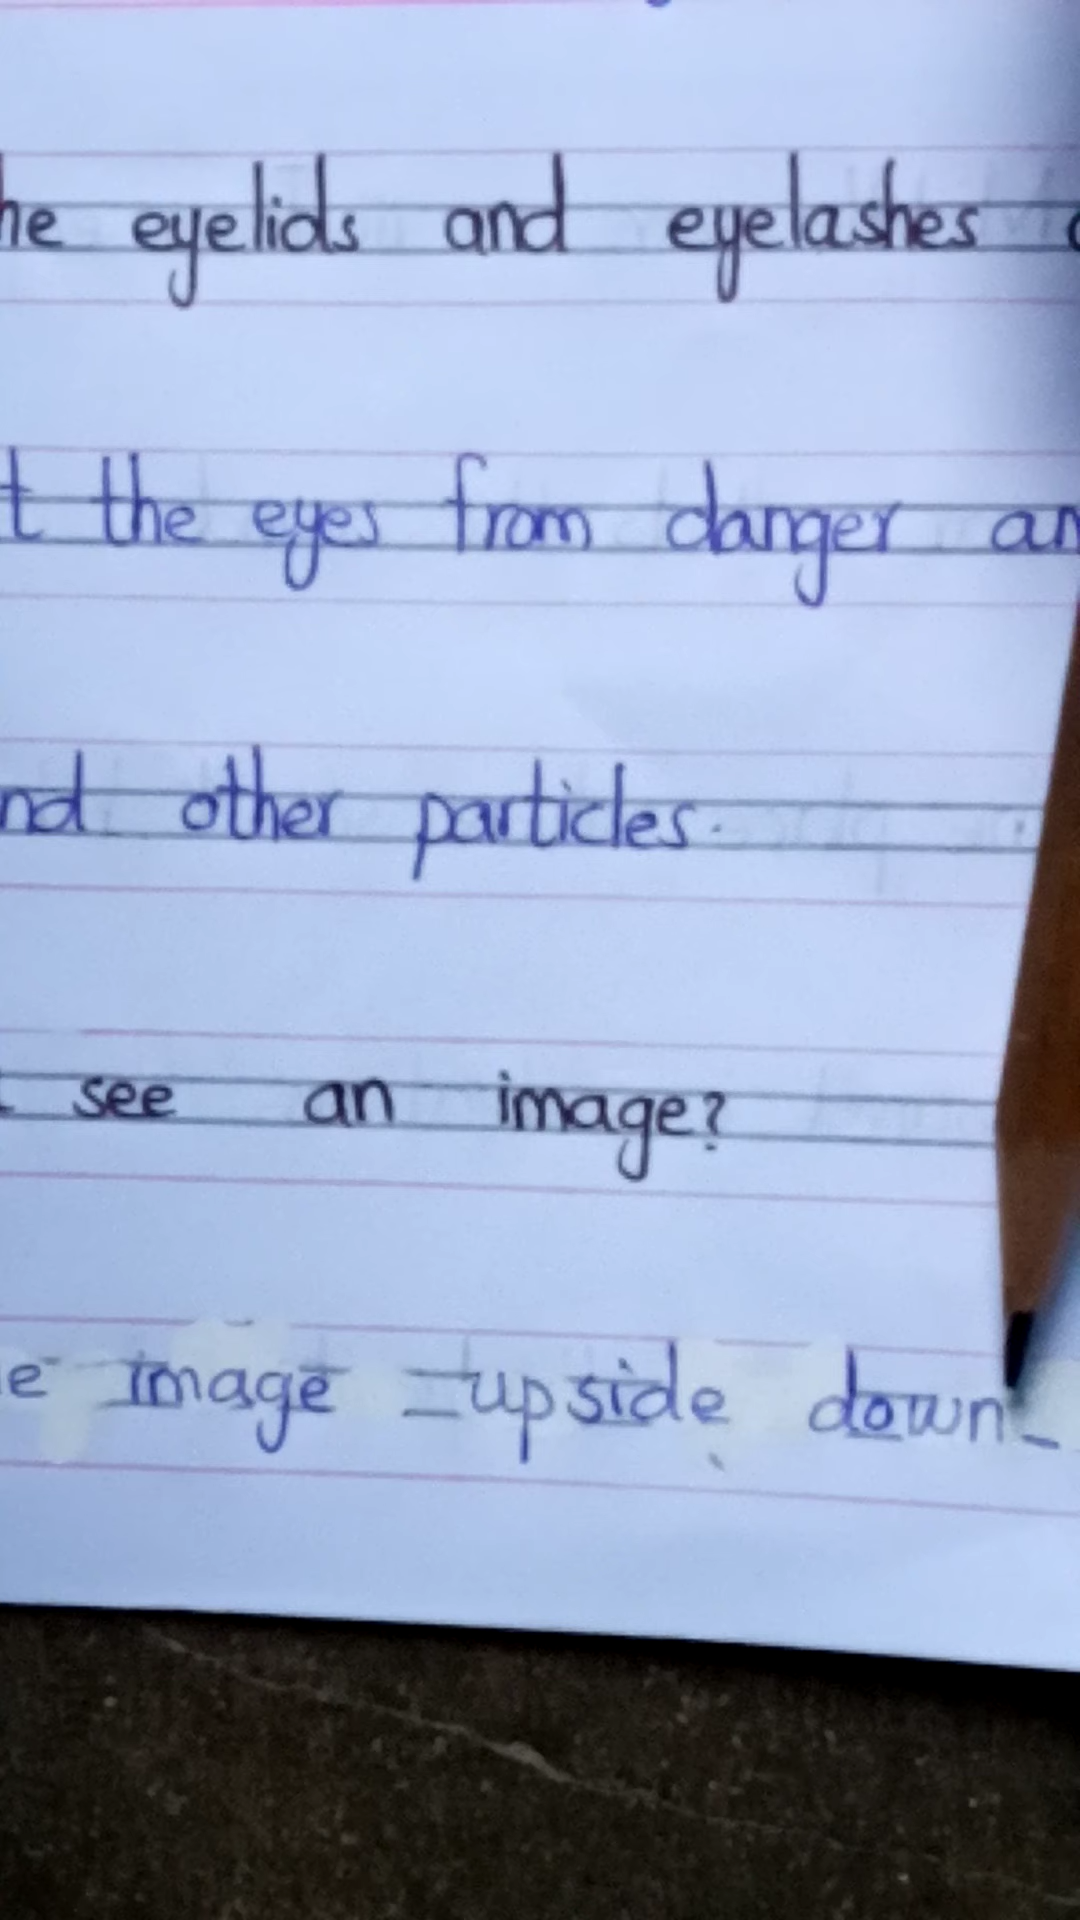 he eyelids and eyelashes
t the eyes from danger an
nd other particles.
see an image?
e image upside down